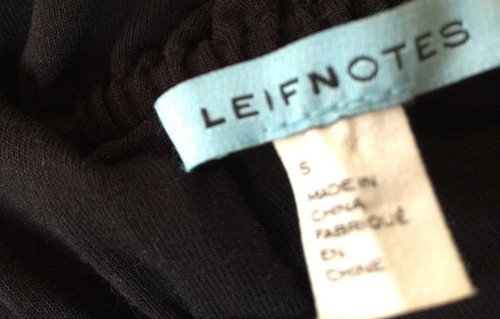 LEIFNOTES
S
MADE IN
CHINA
FABRIQUÉ
EN
CHINE